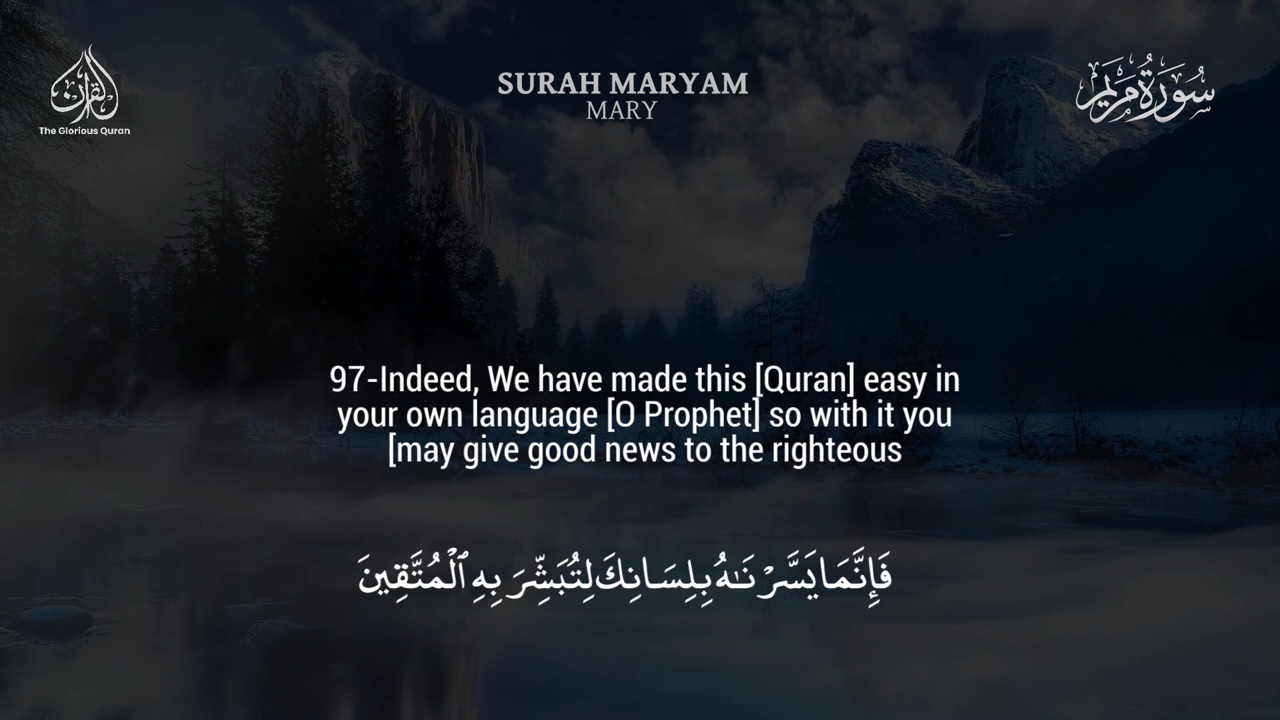 القرآن
The Glorious Quran
SURAH MARYAM
MARY
سُورَةُ مَرْيَم
97-Indeed, We have made this [Quran] easy in
your own language [O Prophet] so with it you
[may give good news to the righteous
فَإِنَّمَا يَسَّرْنَـٰهُ بِلِسَانِكَ لِتُبَشِّرَ بِهِ ٱلْمُتَّقِينَ